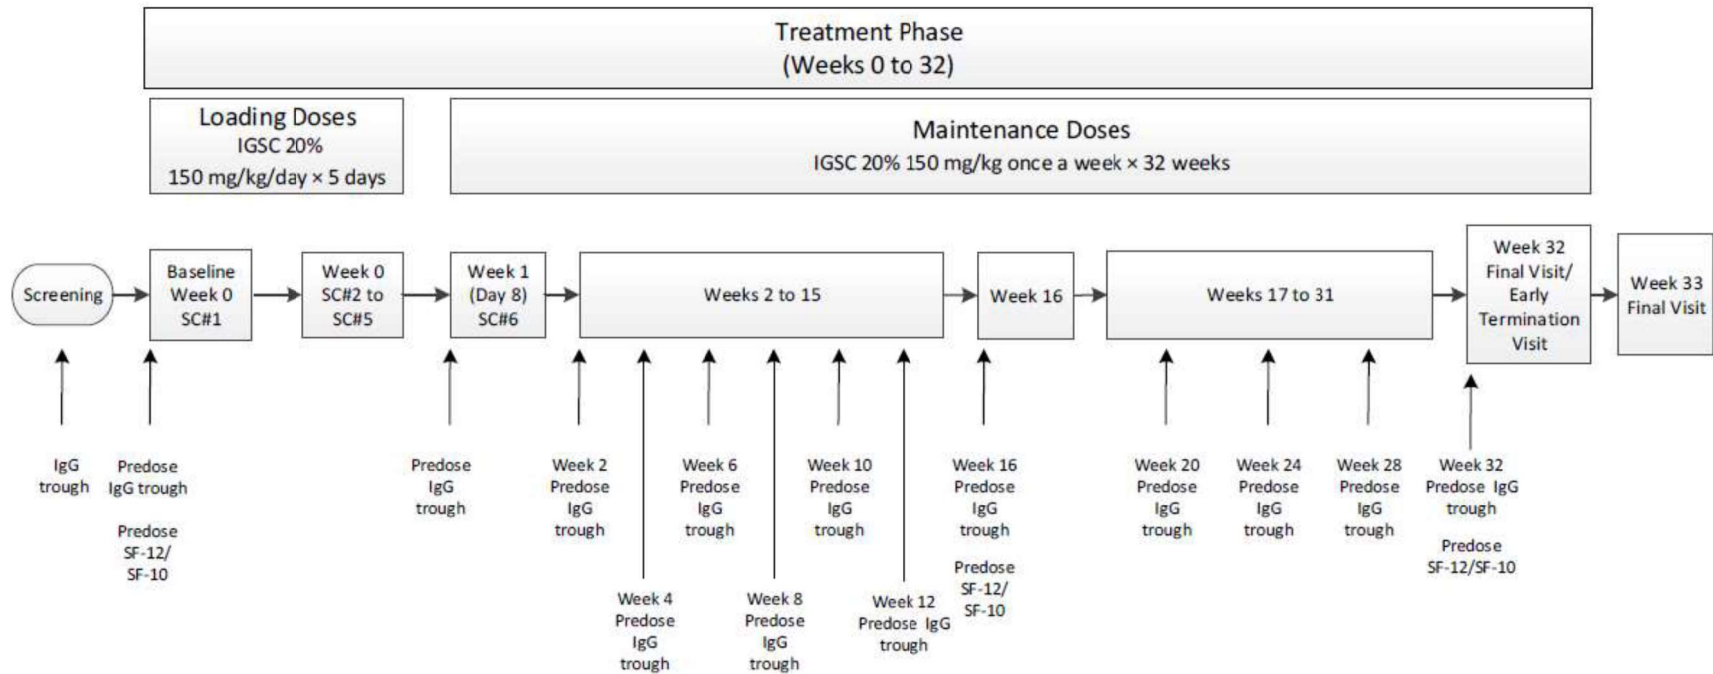 Treatment Phase
(Weeks 0 to 32)
Loading Doses
IGSC 20%
150 mg/kg/day × 5 days
Maintenance Doses
IGSC 20% 150 mg/kg once a week × 32 weeks
Screening
Baseline
Week 0
SC#1
Week 0
SC#2 to
SC#5
Week 1
(Day 8)
SC#6
Weeks 2 to 15
Week 16
Weeks 17 to 31
Week 32
Final Visit/
Early
Termination
Visit
Week 33
Final Visit
IgG
trough
Predose
IgG trough
Predose
SF-12/
SF-10
Predose
IgG
trough
Week 2
Predose
IgG
trough
Week 4
Predose
IgG
trough
Week 6
Predose
IgG
trough
Week 8
Predose
IgG
trough
Week 10
Predose
IgG
trough
Week 12
Predose IgG
trough
Week 16
Predose
IgG
trough
Predose
SF-12/
SF-10
Week 20
Predose
IgG
trough
Week 24
Predose
IgG
trough
Week 28
Predose
IgG
trough
Week 32
Predose IgG
trough
Predose
SF-12/SF-10